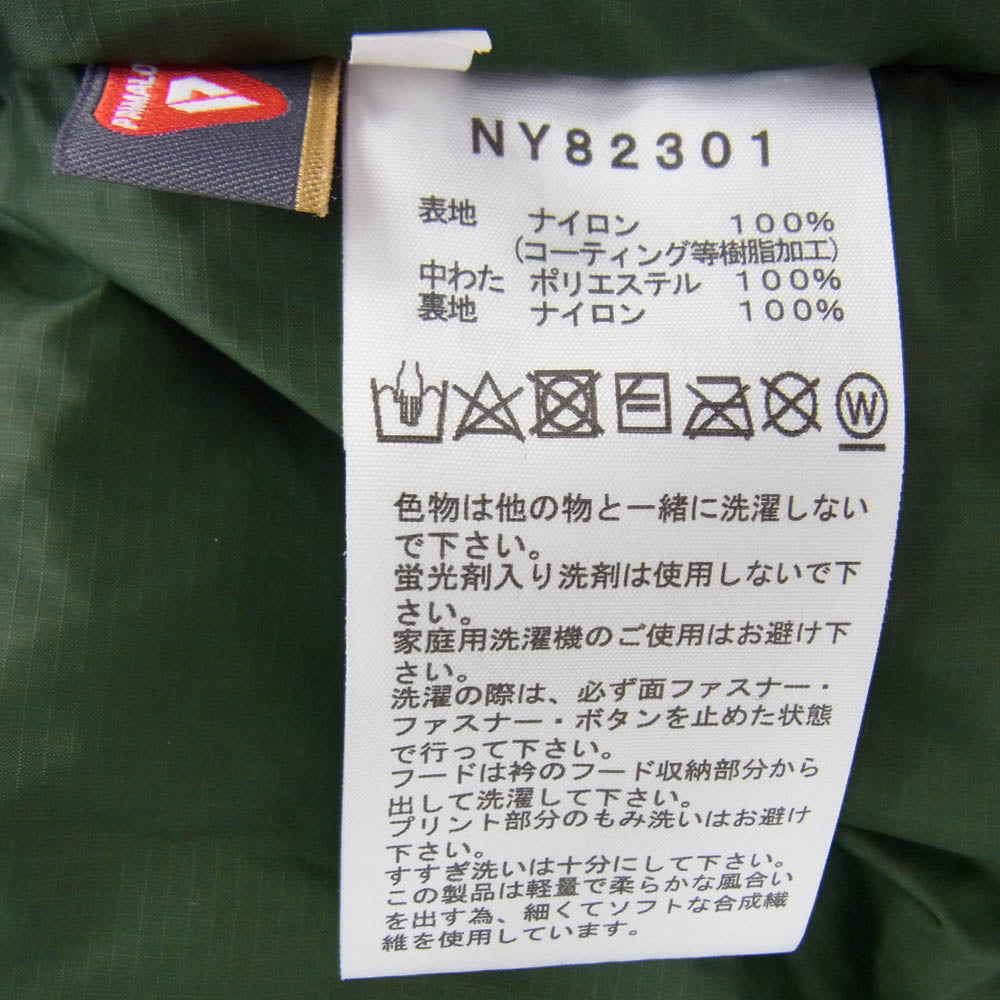 NY82301
表地 ナイロン 100%
(コーティング等樹脂加工)
中わた ポリエステル 100%
裏地 ナイロン 100%
W
色物は他の物と一緒に洗濯しない
で下さい。
蛍光剤入り洗剤は使用しないで下
さい。
家庭用洗濯機のご使用はお避け下
さい。
洗濯の際は、必ず面ファスナー・
ファスナー・ボタンを止めた状態
で行って下さい。
フードは衿のフード収納部分から
出して洗濯して下さい。
プリント部分のもみ洗いはお避け
下さい。
すすぎ洗いは十分にして下さい。
この製品は軽量で柔らかな風合い
を出す為、細くてソフトな合成繊
維を使用しています。